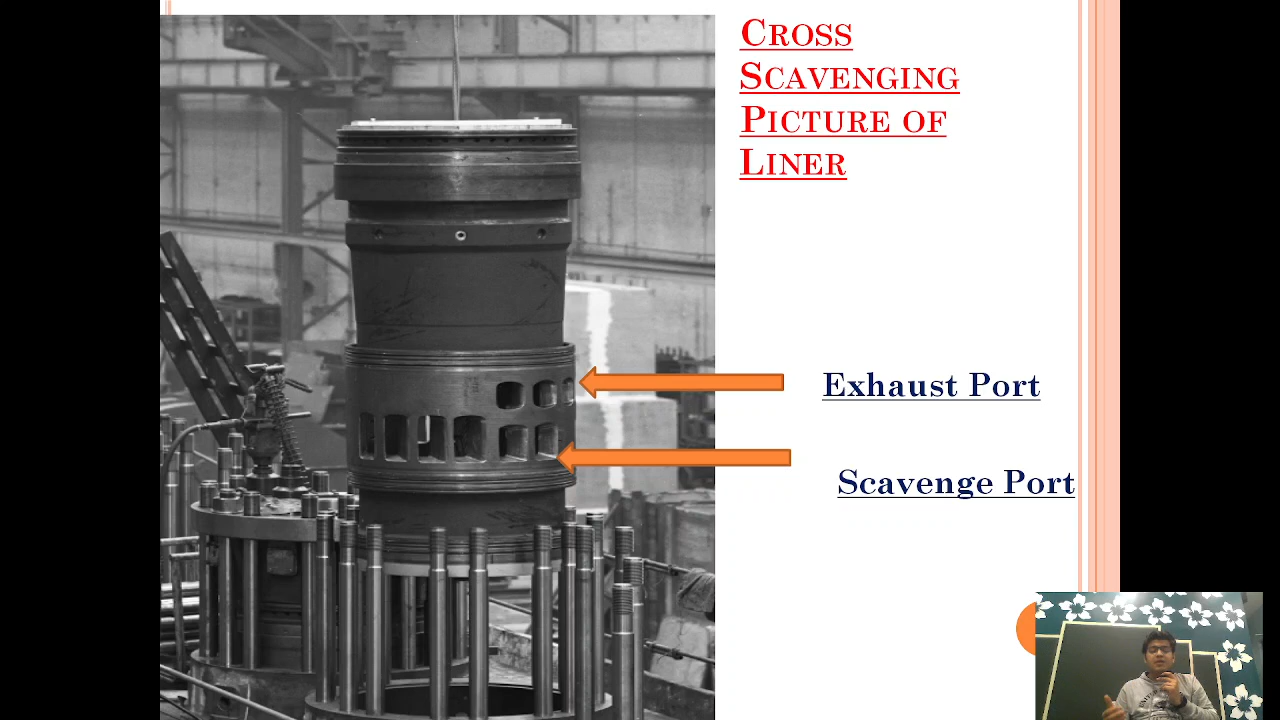 Cross
Scavenging
Picture of
Liner
Exhaust Port
Scavenge Port